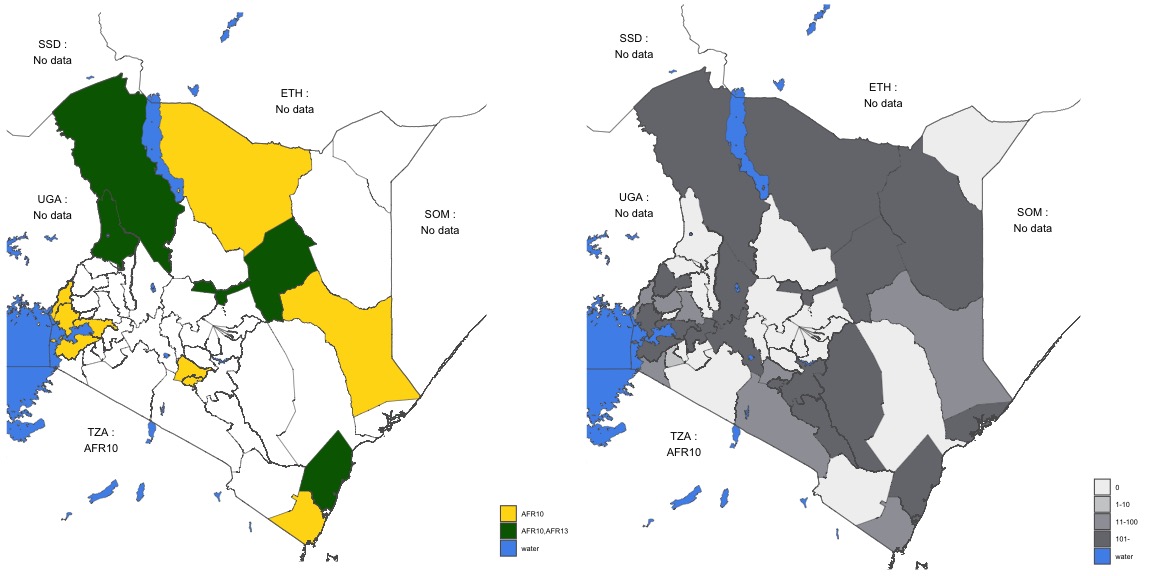 SSD :
No data
ETH :
No data
UGA :
No data
SOM :
No data
TZA :
AFR10
AFR10
AFR10,AFR13
water
SSD :
No data
ETH :
No data
UGA :
No data
SOM :
No data
TZA :
AFR10
0
1-10
11-100
101-
water